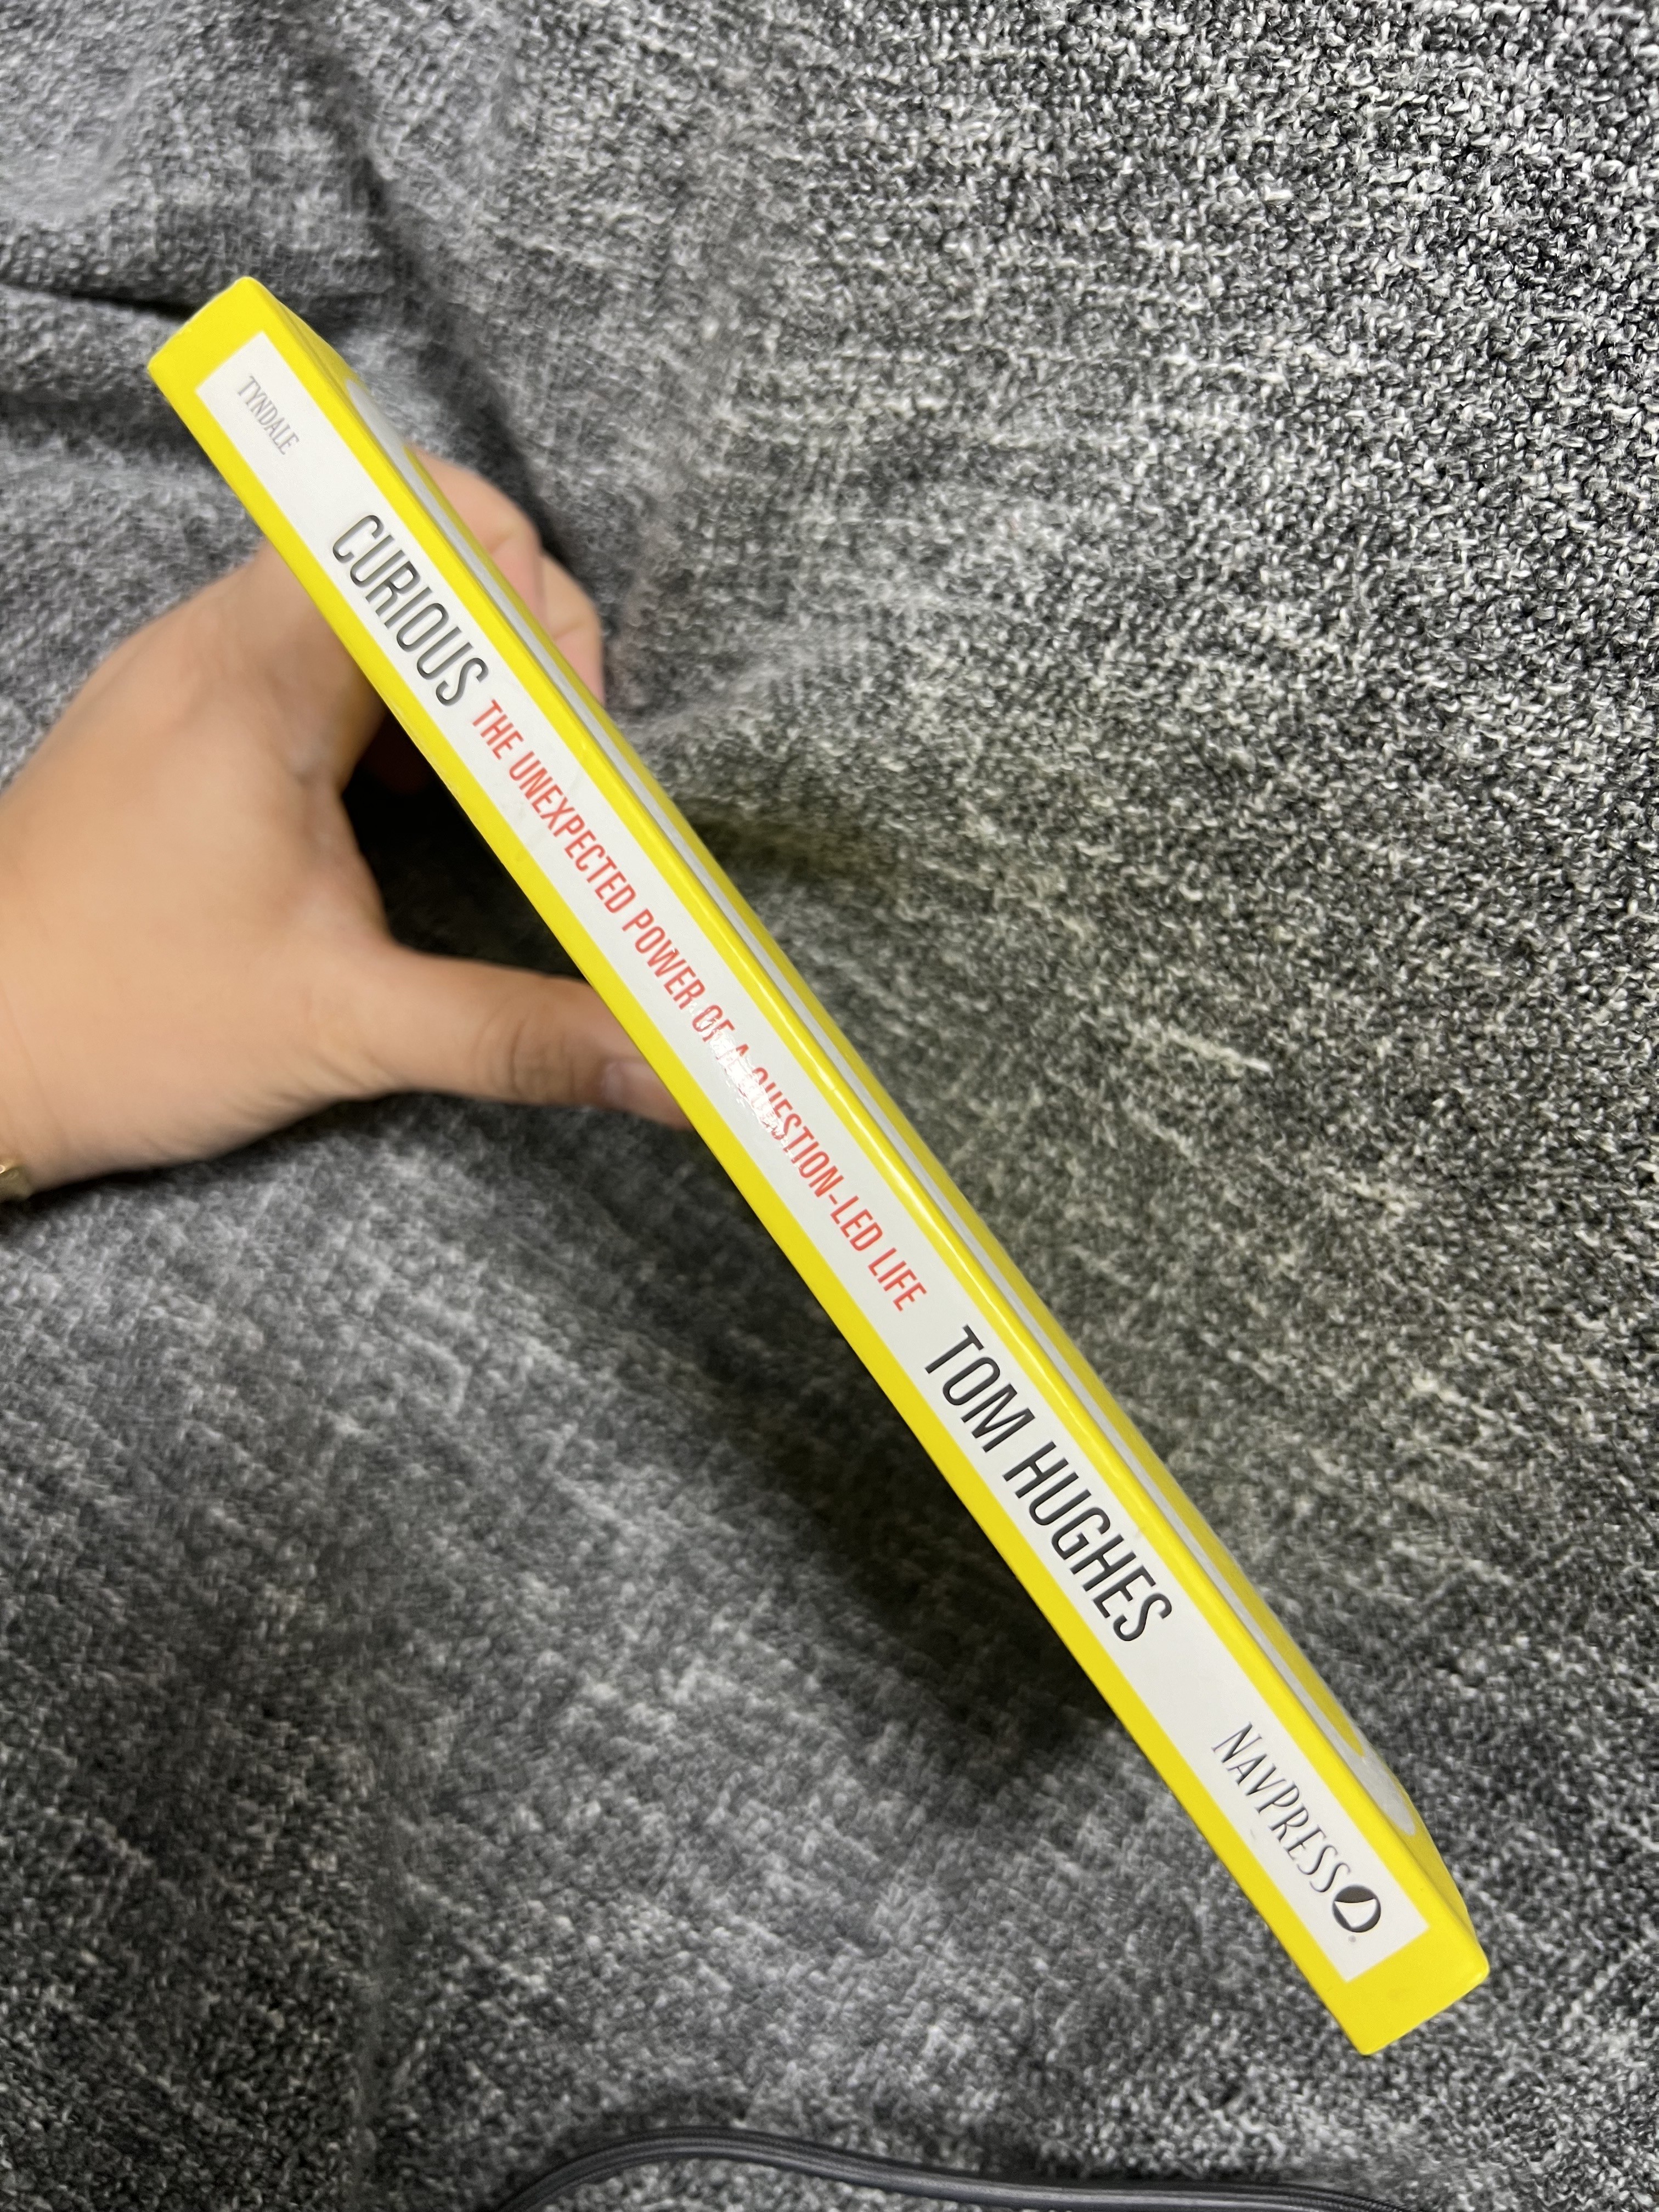 TYNDALE
CURIOUS
THE UNEXPECTED POWER OF A QUESTION-LED LIFE
TOM HUGHES
NAVPRESS